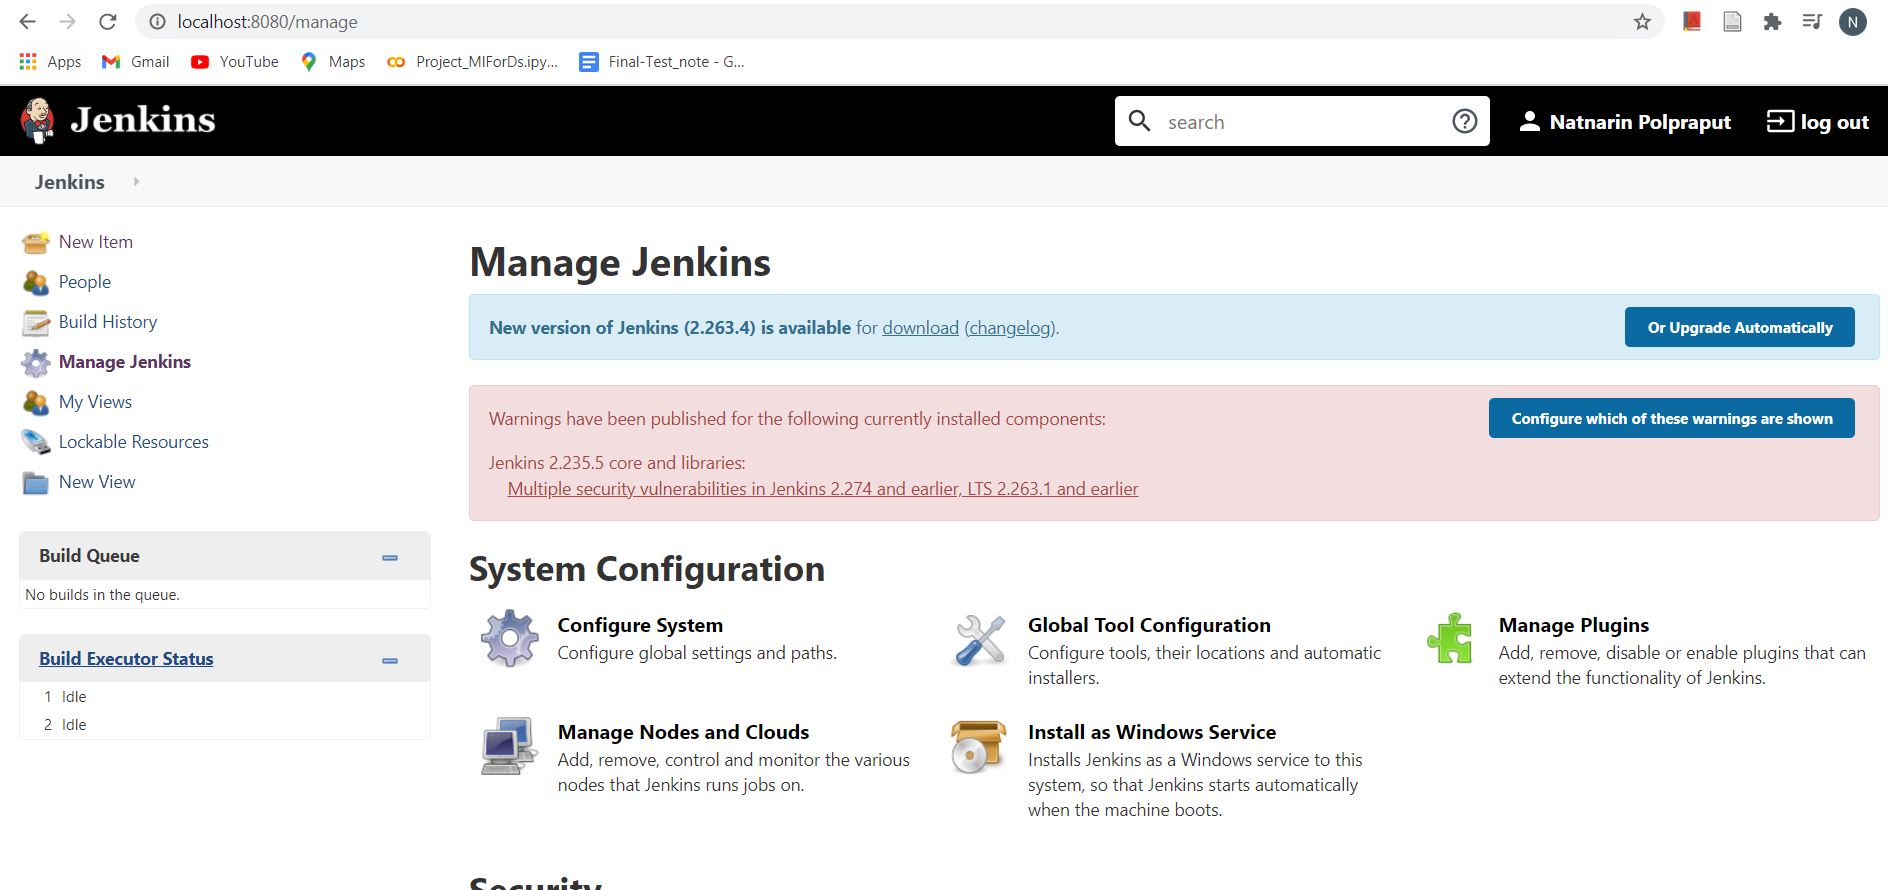 localhost:8080/manage
N
Apps
Gmail
YouTube
Maps
Project_MlForDs.ipy...
Final-Test_note - G...
Jenkins
search
Natnarin Polpraput
log out
Jenkins
New Item
People
Build History
Manage Jenkins
My Views
Lockable Resources
New View
Build Queue
No builds in the queue.
Build Executor Status
1 Idle
2 Idle
Manage Jenkins
New version of Jenkins (2.263.4) is available for download (changelog).
Or Upgrade Automatically
Warnings have been published for the following currently installed components:
Configure which of these warnings are shown
Jenkins 2.235.5 core and libraries:
Multiple security vulnerabilities in Jenkins 2.274 and earlier, LTS 2.263.1 and earlier
System Configuration
Configure System
Configure global settings and paths.
Global Tool Configuration
Configure tools, their locations and automatic
installers.
Manage Plugins
Add, remove, disable or enable plugins that can
extend the functionality of Jenkins.
Manage Nodes and Clouds
Add, remove, control and monitor the various
nodes that Jenkins runs jobs on.
Install as Windows Service
Installs Jenkins as a Windows service to this
system, so that Jenkins starts automatically
when the machine boots.
Security